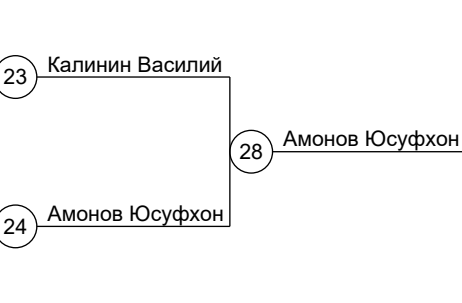 23 Калинин Василий
28 Амонов Юсуфхон
24 Амонов Юсуфхон